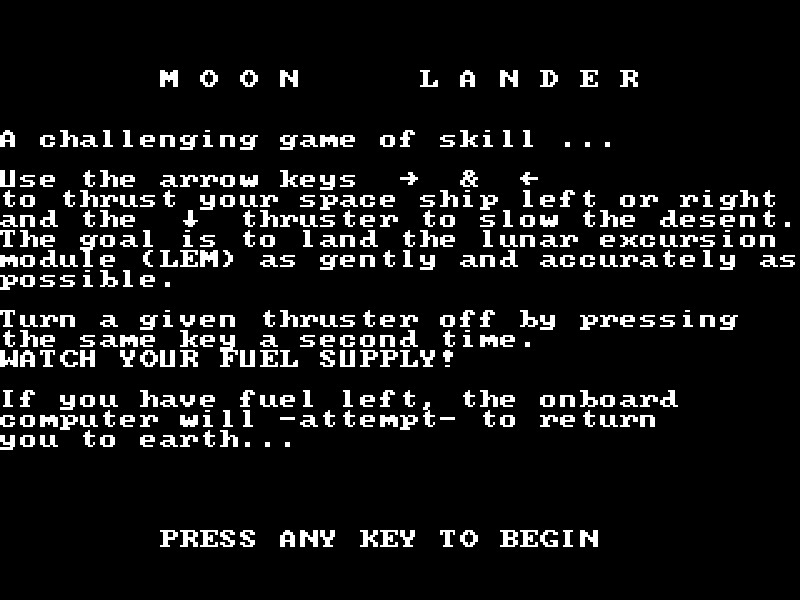 M O O N      L A N D E R
A challenging game of skill ...
Use the arrow keys  →  &  ←
to thrust your space ship left or right
and the  ↓  thruster to slow the desent.
The goal is to land the lunar excursion
module (LEM) as gently and accurately as
possible.
Turn a given thruster off by pressing
the same key a second time.
WATCH YOUR FUEL SUPPLY!
If you have fuel left, the onboard
computer will -attempt- to return
you to earth...
PRESS ANY KEY TO BEGIN